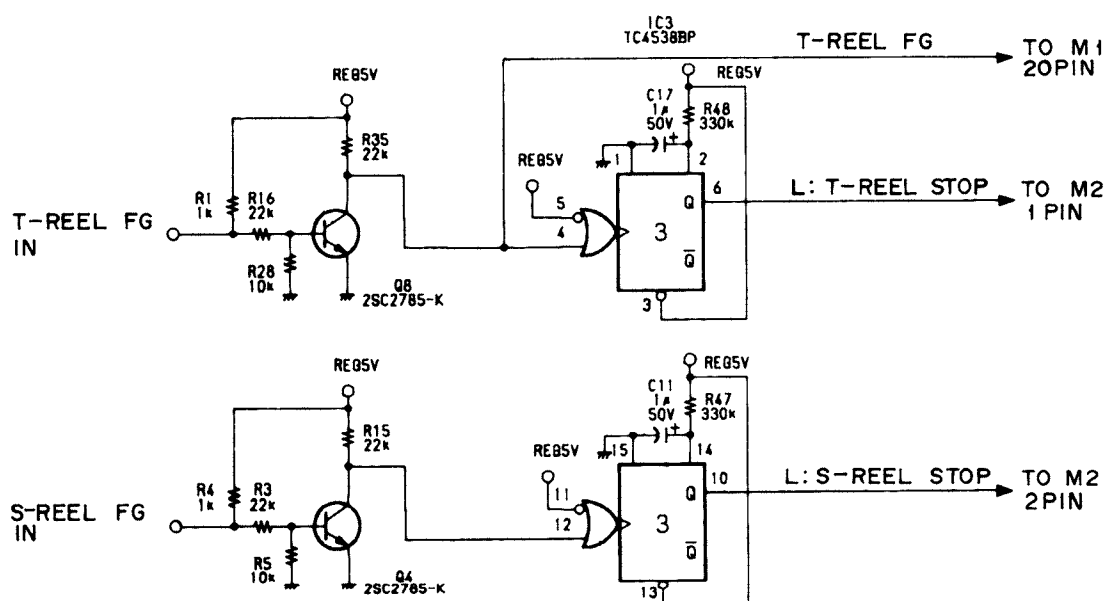 IC3
TC4538BP
T-REEL FG
TO M1
20PIN
REG5V
REG5V
C17
1μ
50V
+
R48
330k
R35
22k
1
2
REG5V
R1
1k
R16
22k
5
4
3
Q
6
L: T-REEL STOP
TO M2
1 PIN
T-REEL FG
IN
Q̅
R28
10k
Q8
2SC2785-K
3
REG5V
REG5V
C11
1μ
50V
+
R47
330k
R15
22k
15
14
REG5V
R4
1k
R3
22k
11
12
3
Q
10
L: S-REEL STOP
TO M2
2PIN
S-REEL FG
IN
Q̅
R5
10k
Q4
2SC2785-K
13